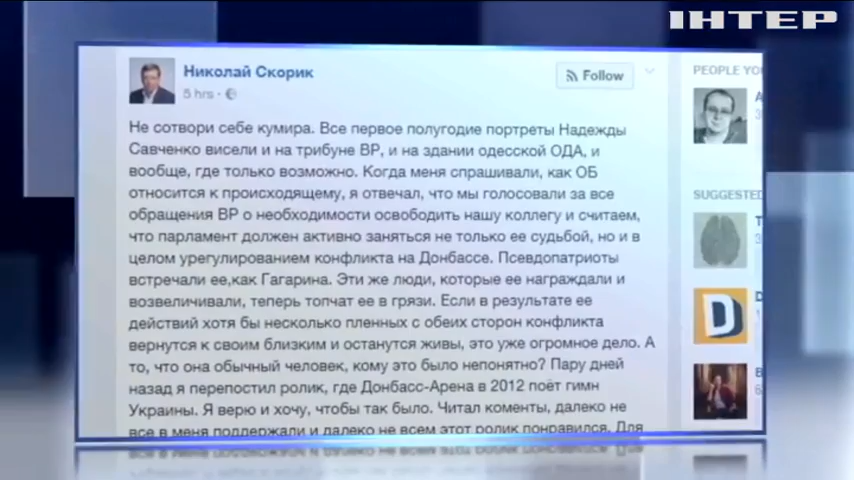 ІНТЕР
Николай Скорик
5 hrs ·
Follow
Не сотвори себе кумира. Все первое полугодие портреты Надежды
Савченко висели и на трибуне ВР, и на здании одесской ОДА, и
вообще, где только возможно. Когда меня спрашивали, как ОБ
относится к происходящему, я отвечал, что мы голосовали за все
обращения ВР о необходимости освободить нашу коллегу и считаем,
что парламент должен активно заняться не только ее судьбой, но и в
целом урегулированием конфликта на Донбассе. Псевдопатриоты
встречали ее,как Гагарина. Эти же люди, которые ее награждали и
возвеличивали, теперь топчат ее в грязи. Если в результате ее
действий хотя бы несколько пленных с обеих сторон конфликта
вернутся к своим близким и останутся живы, это уже огромное дело. А
то, что она обычный человек, кому это было непонятно? Пару дней
назад я перепостил ролик, где Донбасс-Арена в 2012 поёт гимн
Украины. Я верю и хочу, чтобы так было. Читал коменты, далеко не
все в меня поддержали и далеко не всем этот ролик понравился. Для
PEOPLE YO
SUGGESTED